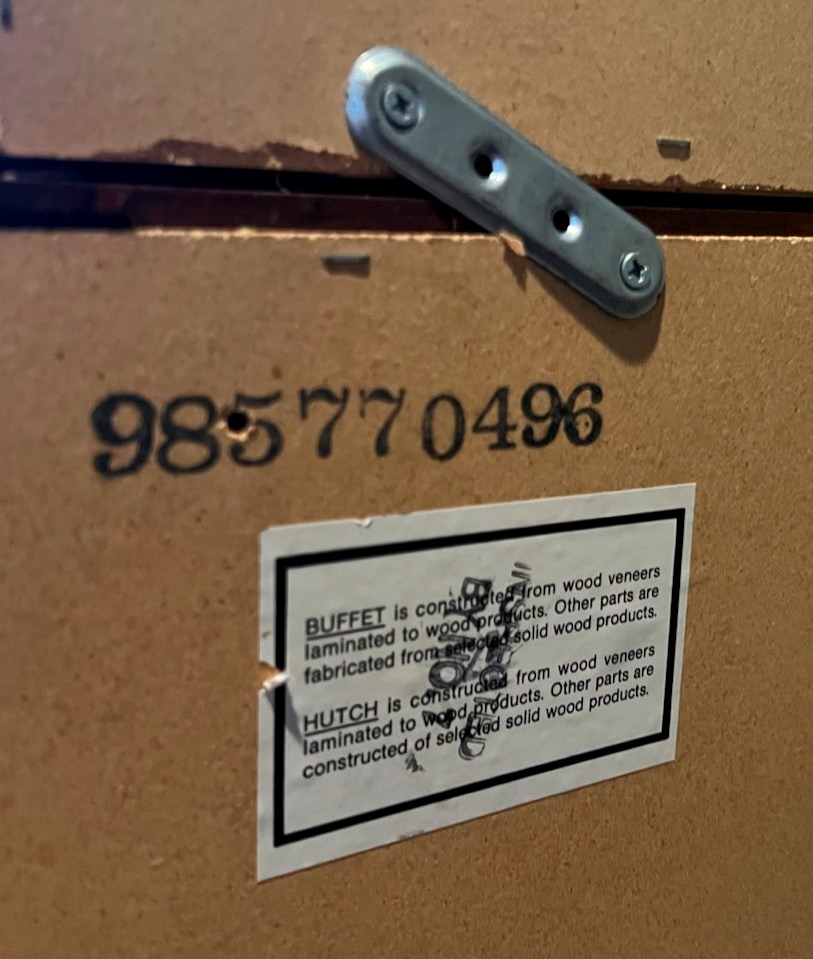 985770496
BUFFET is constructed from wood veneers
laminated to wood products. Other parts are
fabricated from selected solid wood products.
HUTCH is constructed from wood veneers
laminated to wood products. Other parts are
constructed of selected solid wood products.